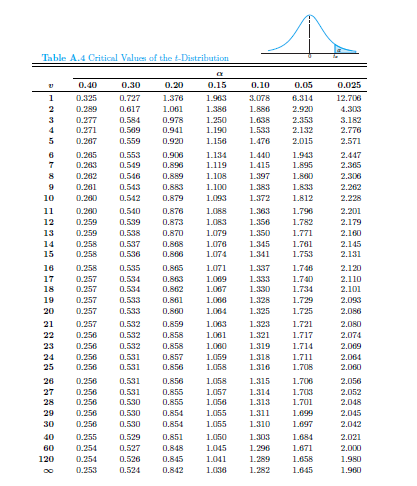 Table A.4 Critical Values of the t-Distribution
0 tα
α
v 0.40 0.30 0.20 0.15 0.10 0.05 0.025
1 0.325 0.727 1.376 1.963 3.078 6.314 12.706
2 0.289 0.617 1.061 1.386 1.886 2.920 4.303
3 0.277 0.584 0.978 1.250 1.638 2.353 3.182
4 0.271 0.569 0.941 1.190 1.533 2.132 2.776
5 0.267 0.559 0.920 1.156 1.476 2.015 2.571
6 0.265 0.553 0.906 1.134 1.440 1.943 2.447
7 0.263 0.549 0.896 1.119 1.415 1.895 2.365
8 0.262 0.546 0.889 1.108 1.397 1.860 2.306
9 0.261 0.543 0.883 1.100 1.383 1.833 2.262
10 0.260 0.542 0.879 1.093 1.372 1.812 2.228
11 0.260 0.540 0.876 1.088 1.363 1.796 2.201
12 0.259 0.539 0.873 1.083 1.356 1.782 2.179
13 0.259 0.538 0.870 1.079 1.350 1.771 2.160
14 0.258 0.537 0.868 1.076 1.345 1.761 2.145
15 0.258 0.536 0.866 1.074 1.341 1.753 2.131
16 0.258 0.535 0.865 1.071 1.337 1.746 2.120
17 0.257 0.534 0.863 1.069 1.333 1.740 2.110
18 0.257 0.534 0.862 1.067 1.330 1.734 2.101
19 0.257 0.533 0.861 1.066 1.328 1.729 2.093
20 0.257 0.533 0.860 1.064 1.325 1.725 2.086
21 0.257 0.532 0.859 1.063 1.323 1.721 2.080
22 0.256 0.532 0.858 1.061 1.321 1.717 2.074
23 0.256 0.532 0.858 1.060 1.319 1.714 2.069
24 0.256 0.531 0.857 1.059 1.318 1.711 2.064
25 0.256 0.531 0.856 1.058 1.316 1.708 2.060
26 0.256 0.531 0.856 1.058 1.315 1.706 2.056
27 0.256 0.531 0.855 1.057 1.314 1.703 2.052
28 0.256 0.530 0.855 1.056 1.313 1.701 2.048
29 0.256 0.530 0.854 1.055 1.311 1.699 2.045
30 0.256 0.530 0.854 1.055 1.310 1.697 2.042
40 0.255 0.529 0.851 1.050 1.303 1.684 2.021
60 0.254 0.527 0.848 1.045 1.296 1.671 2.000
120 0.254 0.526 0.845 1.041 1.289 1.658 1.980
∞ 0.253 0.524 0.842 1.036 1.282 1.645 1.960